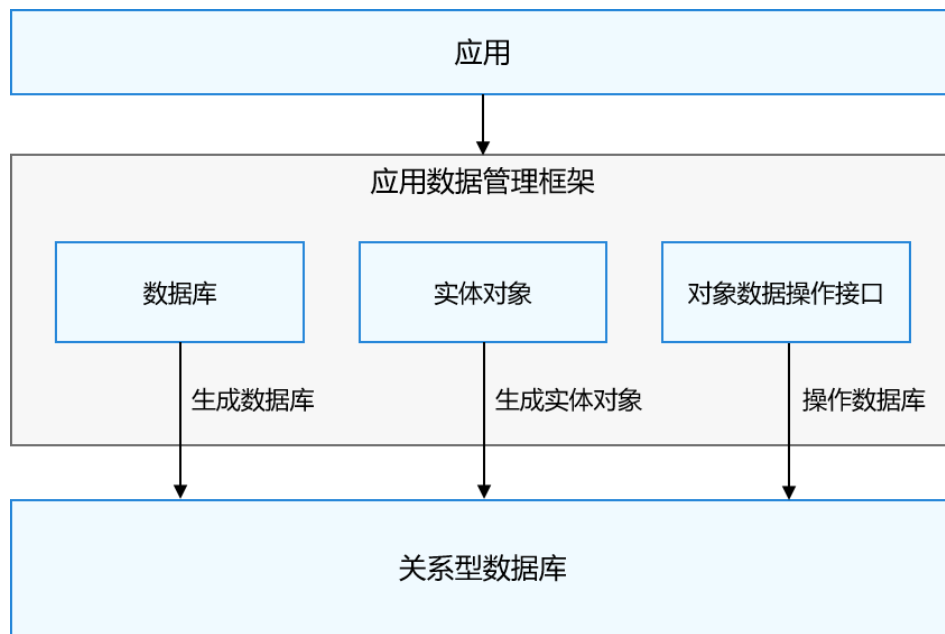 应用
应用数据管理框架
数据库
实体对象
对象数据操作接口
生成数据库
生成实体对象
操作数据库
关系型数据库